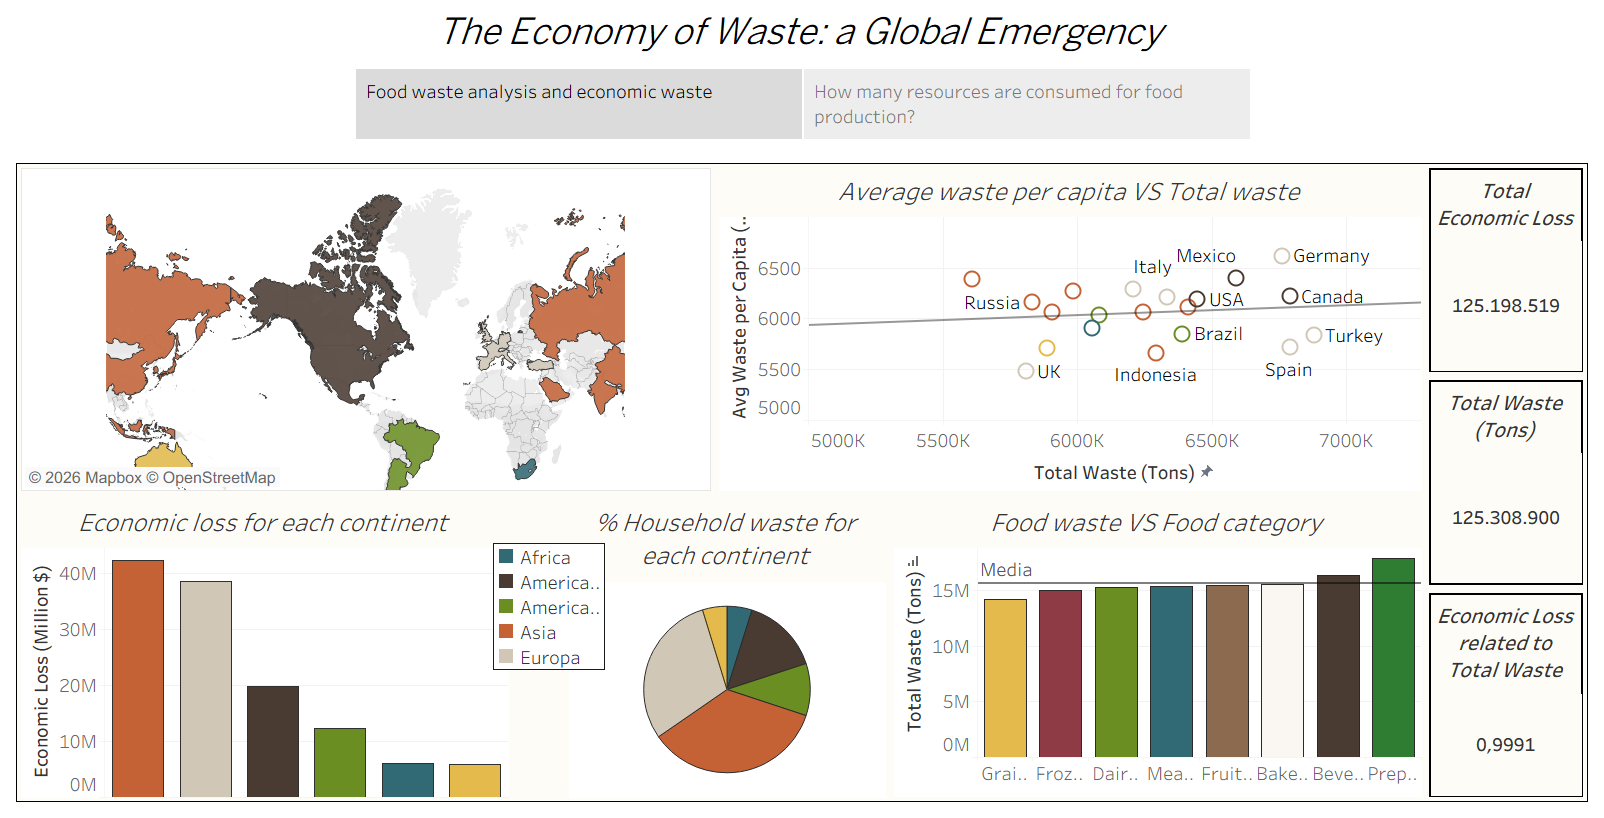 The Economy of Waste: a Global Emergency
Food waste analysis and economic waste
How many resources are consumed for food
production?
© 2026 Mapbox © OpenStreetMap
Average waste per capita VS Total waste
Avg Waste per Capita (..
6500
6000
5500
5000
Russia
Italy
Mexico
Germany
USA
Canada
Brazil
Turkey
UK
Indonesia
Spain
5000K
5500K
6000K
6500K
7000K
Total Waste (Tons)
Total
Economic Loss
125.198.519
Total Waste
(Tons)
125.308.900
Economic Loss
related to
Total Waste
0,9991
Economic loss for each continent
Economic Loss (Million $)
40M
30M
20M
10M
0M
Africa
America..
America..
Asia
Europa
% Household waste for
each continent
Food waste VS Food category
Total Waste (Tons)
Media
15M
10M
5M
0M
Grai..
Froz..
Dair..
Mea..
Fruit..
Bake..
Beve..
Prep..